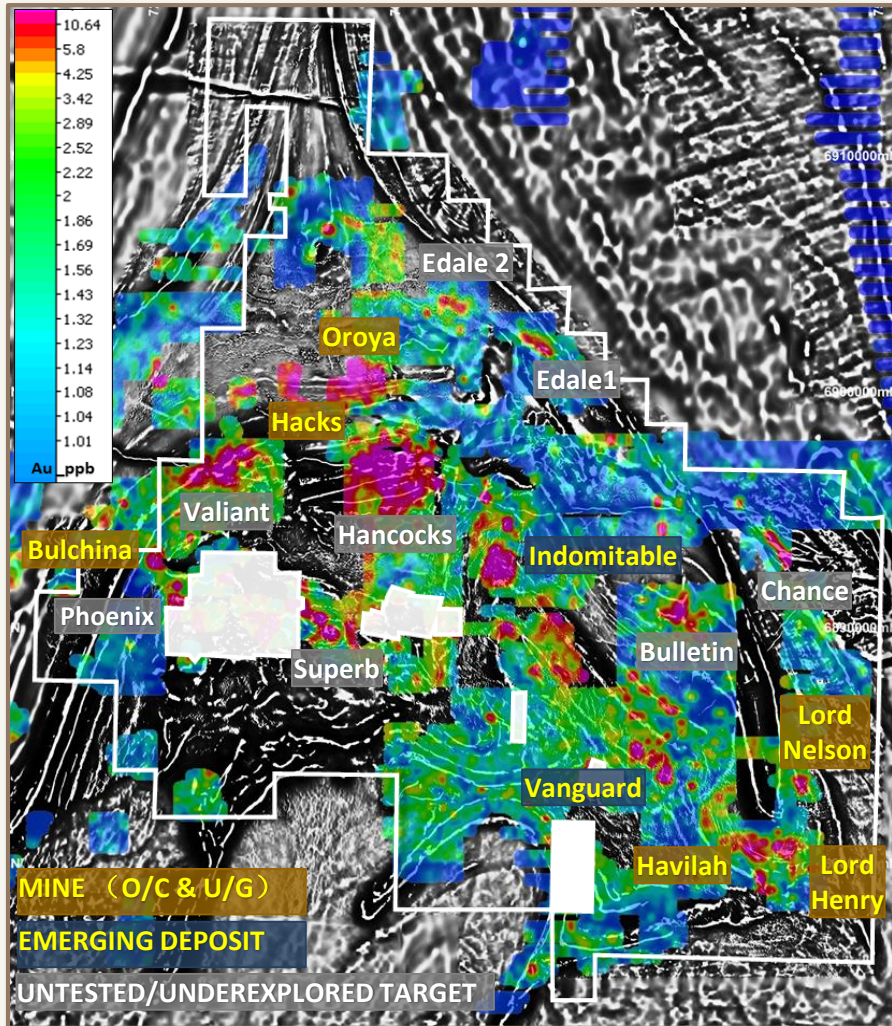 10.64
5.8
4.25
3.42
2.89
2.52
2.22
2
1.86
1.69
1.56
1.43
1.32
1.23
1.14
1.08
1.04
1.01
Au_ppb
6910000mN
Edale 2
Oroya
Edale1
Hacks
Valiant
Hancocks
Bulchina
Indomitable
Phoenix
Chance
Superb
Bulletin
Lord
Nelson
Vanguard
Havilah
Lord
Henry
MINE （O/C & U/G）
EMERGING DEPOSIT
UNTESTED/UNDEREXPLORED TARGET